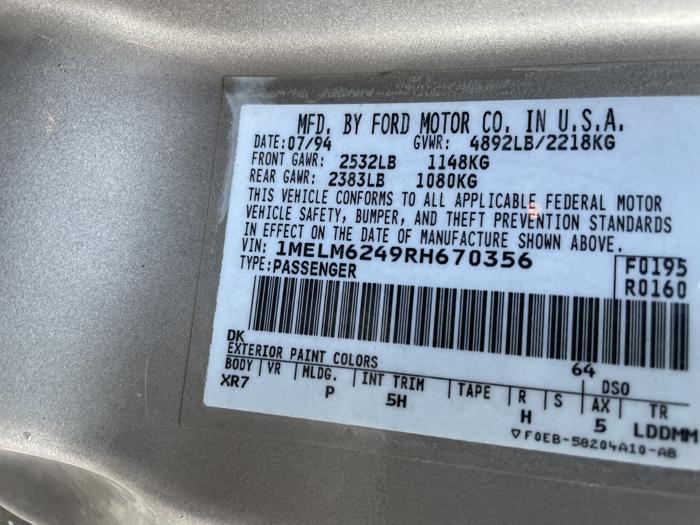 MFD. BY FORD MOTOR CO. IN U.S.A.
DATE:07/94 GVWR: 4892LB/2218KG
FRONT GAWR: 2532LB 1148KG
REAR GAWR: 2383LB 1080KG
THIS VEHICLE CONFORMS TO ALL APPLICABLE FEDERAL MOTOR
VEHICLE SAFETY, BUMPER, AND THEFT PREVENTION STANDARDS
IN EFFECT ON THE DATE OF MANUFACTURE SHOWN ABOVE.
VIN: 1MELM6249RH670356 F0195
TYPE:PASSENGER R0160
DK 64
EXTERIOR PAINT COLORS DSO
BODY VR MLDG. INT TRIM TAPE R S AX TR
XR7 P 5H H 5 LDDMM
▽F0EB-58204A10-AB